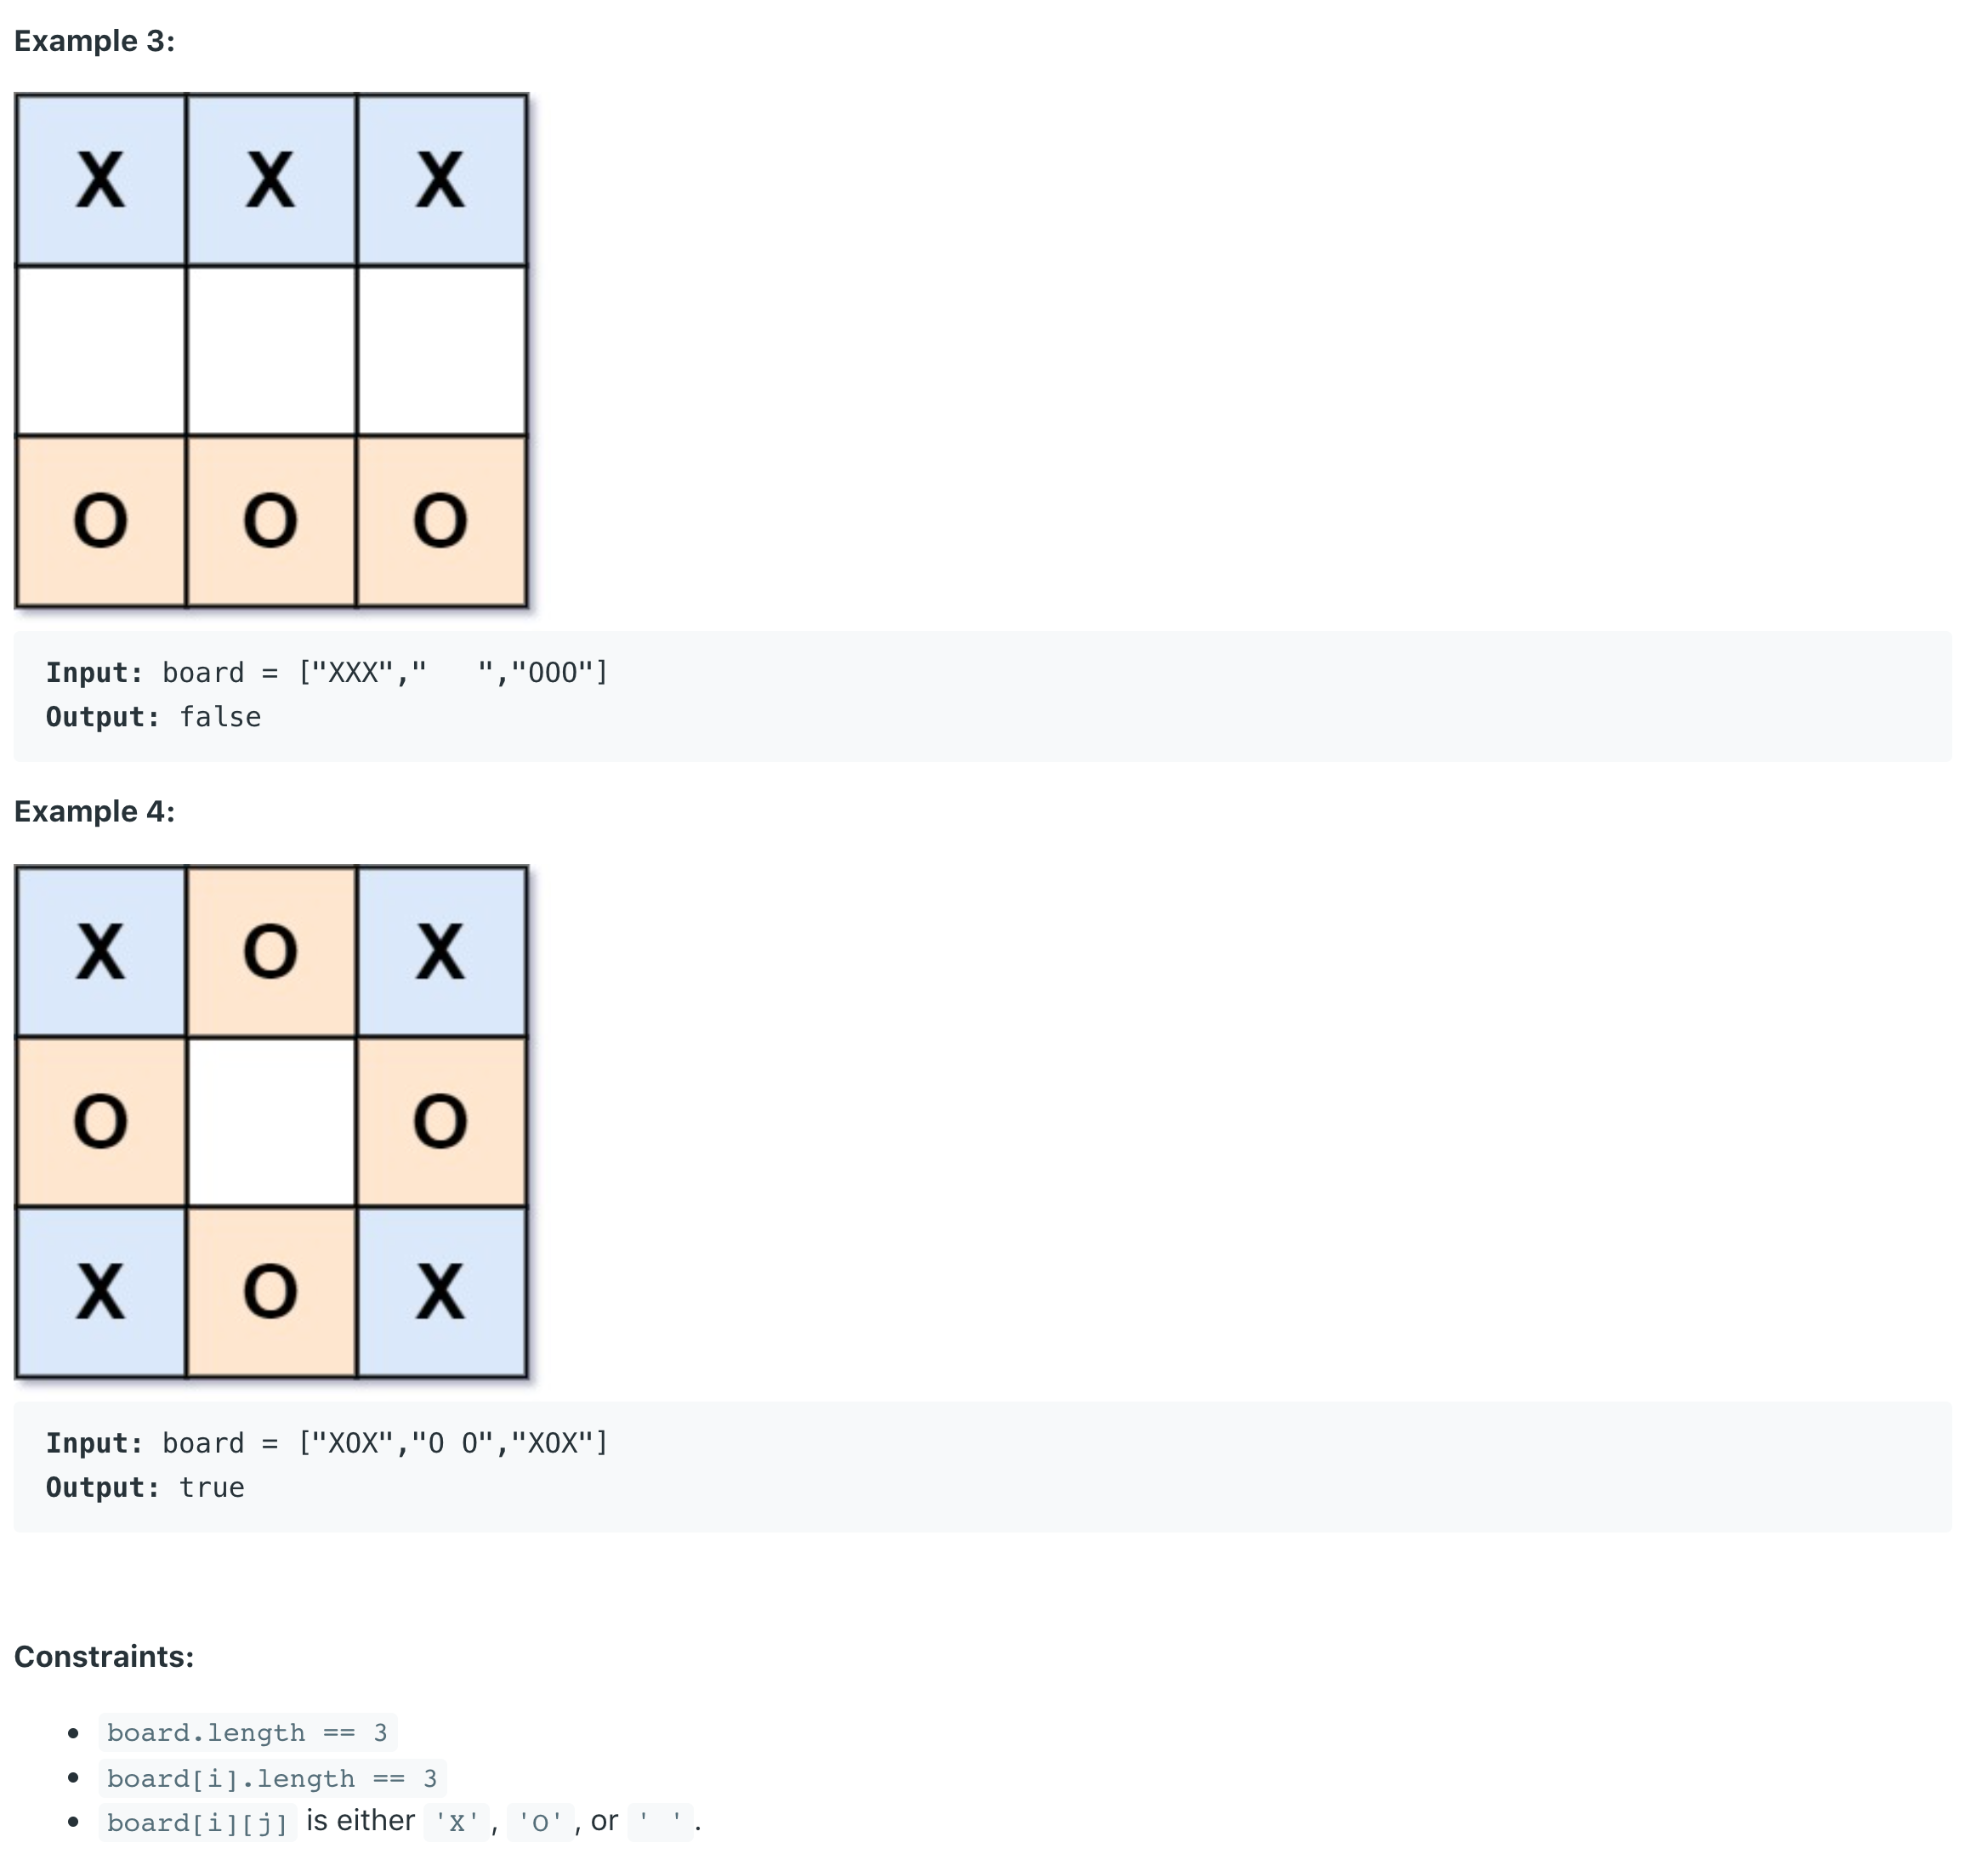 Example 3:
X X X
O O O
Input: board = ["XXX","   ","OOO"]
Output: false
Example 4:
X O X
O O
X O X
Input: board = ["XOX","O O","XOX"]
Output: true
Constraints:
board.length == 3
board[i].length == 3
board[i][j] is either 'X', 'O', or ' '.